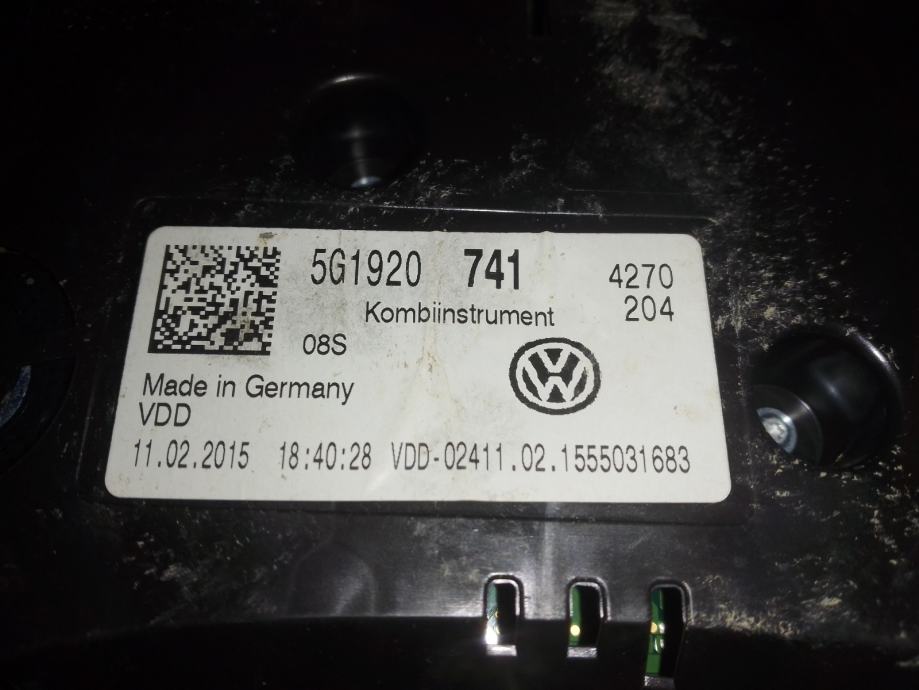 5G1920 741 4270
Kombiinstrument 204
08S
Made in Germany
VDD
11.02.2015 18:40:28 VDD-02411.02.1555031683